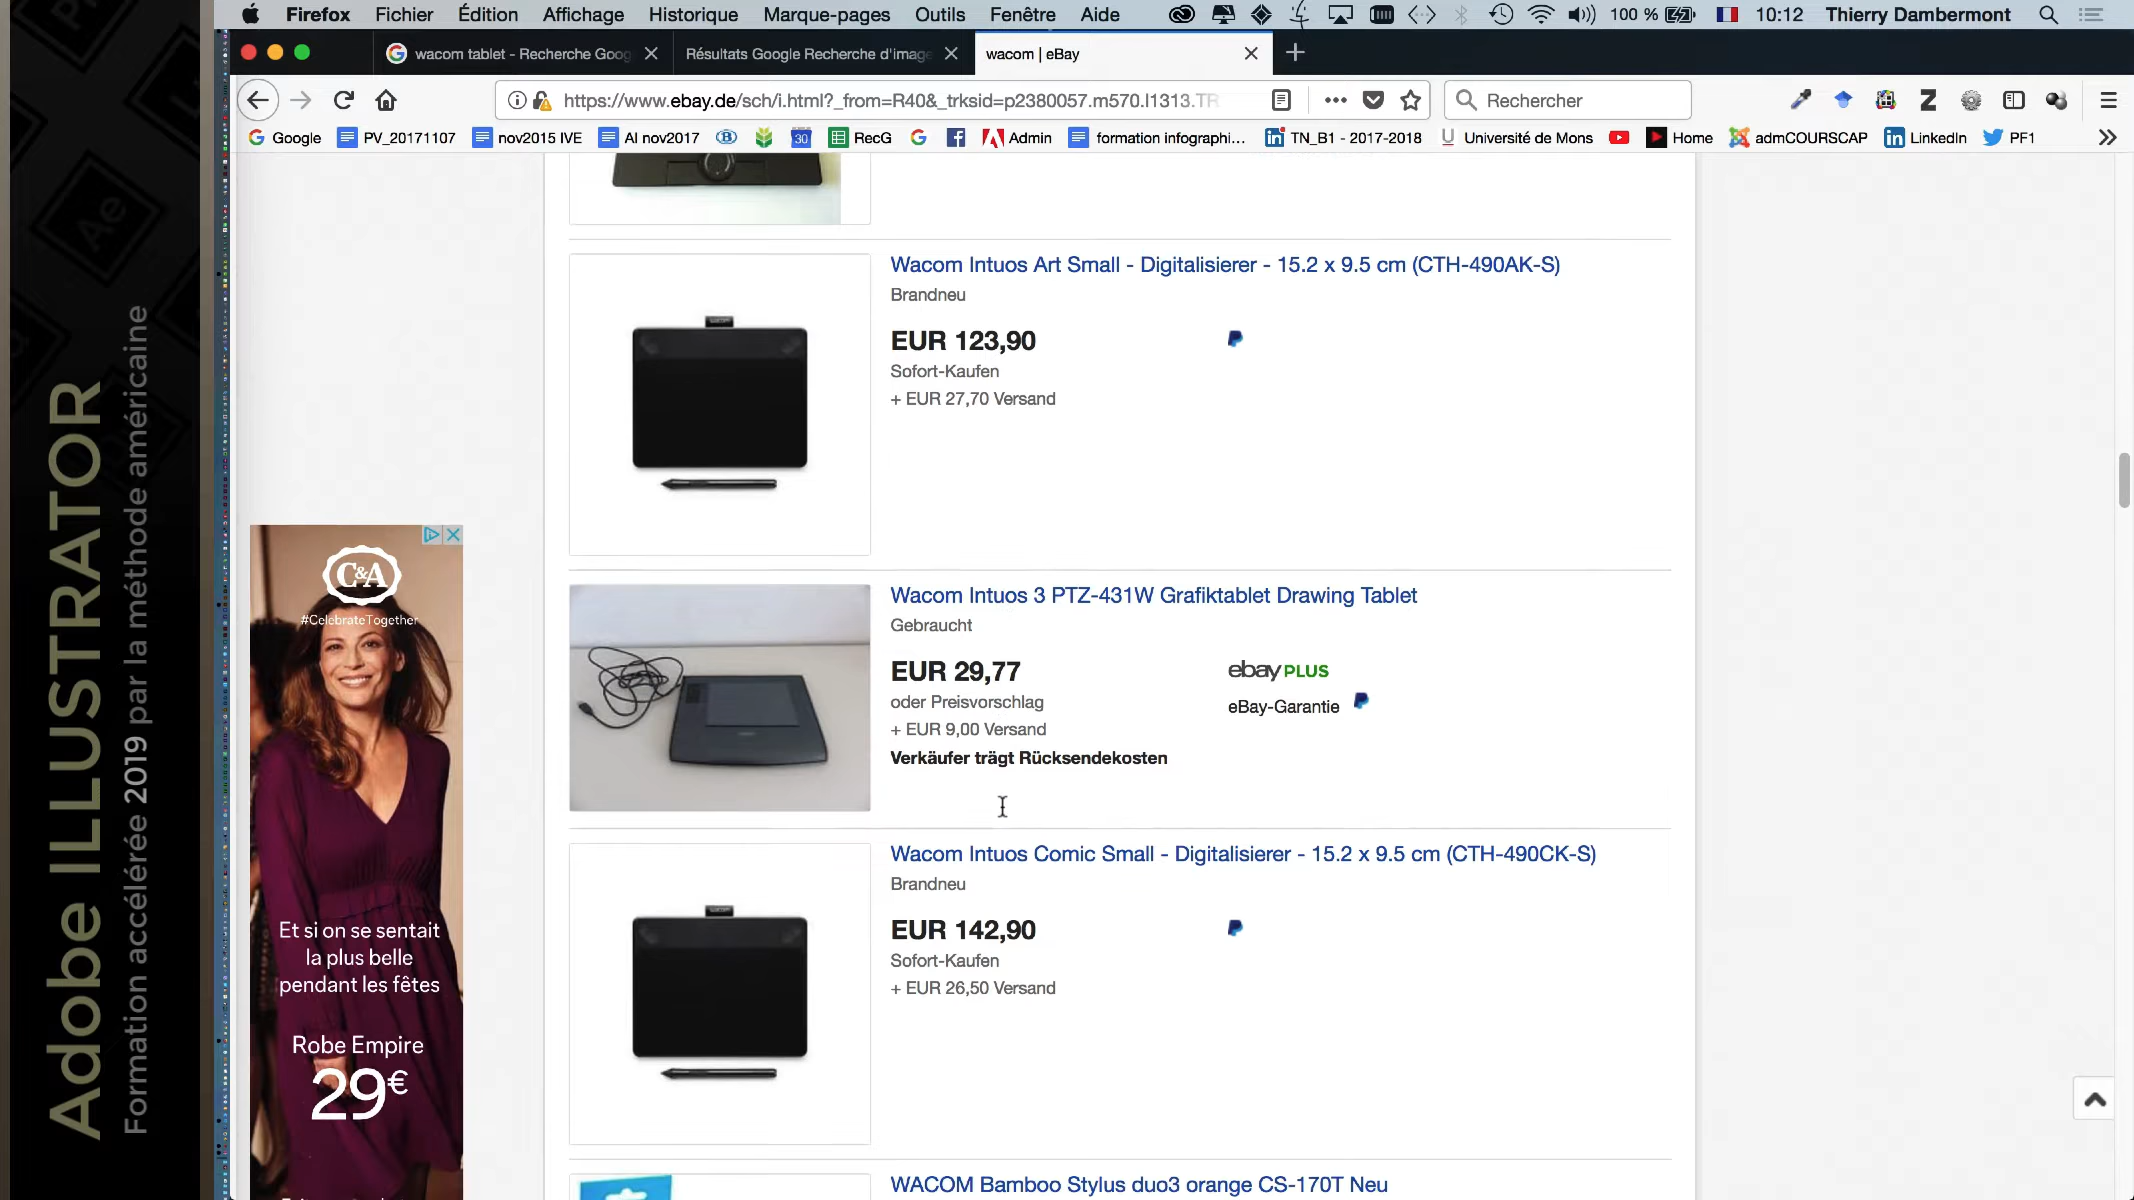 Firefox Fichier Édition Affichage Historique Marque-pages Outils Fenêtre Aide 100 % 10:12 Thierry Dambermont
wacom tablet - Recherche Goog
Résultats Google Recherche d'image
wacom | eBay
https://www.ebay.de/sch/i.html?_from=R40&_trksid=p2380057.m570.l1313.TR
Rechercher
Google PV_20171107 nov2015 IVE AI nov2017 30 RecG Admin formation infographi... TN_B1 - 2017-2018 Université de Mons Home admCOURSCAP LinkedIn PF1
Adobe ILLUSTRATOR
Formation accélérée 2019 par la méthode américaine
Ae
Wacom Intuos Art Small - Digitalisierer - 15.2 x 9.5 cm (CTH-490AK-S)
Brandneu
EUR 123,90
Sofort-Kaufen
+ EUR 27,70 Versand
Wacom Intuos 3 PTZ-431W Grafiktablet Drawing Tablet
Gebraucht
EUR 29,77
ebay PLUS
oder Preisvorschlag
eBay-Garantie
+ EUR 9,00 Versand
Verkäufer trägt Rücksendekosten
Wacom Intuos Comic Small - Digitalisierer - 15.2 x 9.5 cm (CTH-490CK-S)
Brandneu
EUR 142,90
Sofort-Kaufen
+ EUR 26,50 Versand
WACOM Bamboo Stylus duo3 orange CS-170T Neu
C&A
#CelebrateTogether
Et si on se sentait
la plus belle
pendant les fêtes
Robe Empire
29€